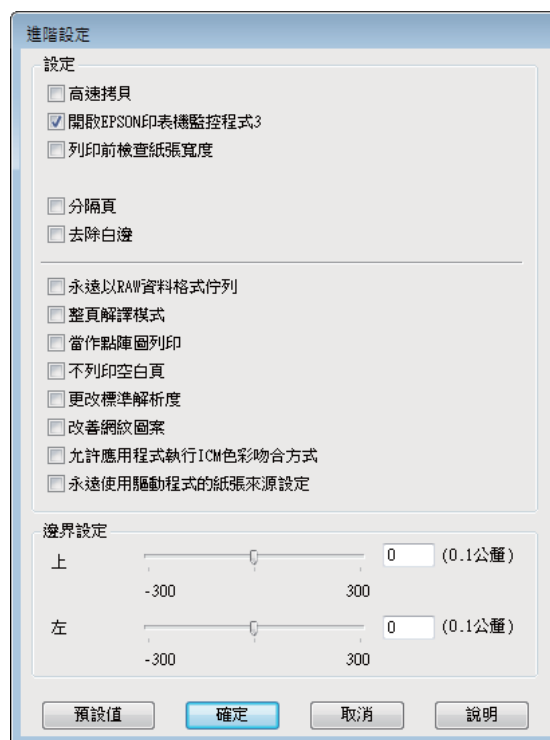 進階設定
設定
高速拷貝
開啟EPSON印表機監控程式3
列印前檢查紙張寬度
分隔頁
去除白邊
永遠以RAW資料格式佇列
整頁解譯模式
當作點陣圖列印
不列印空白頁
更改標準解析度
改善網紋圖案
允許應用程式執行ICM色彩吻合方式
永遠使用驅動程式的紙張來源設定
邊界設定
上 0 (0.1公釐)
-300 300
左 0 (0.1公釐)
-300 300
預設值 確定 取消 說明